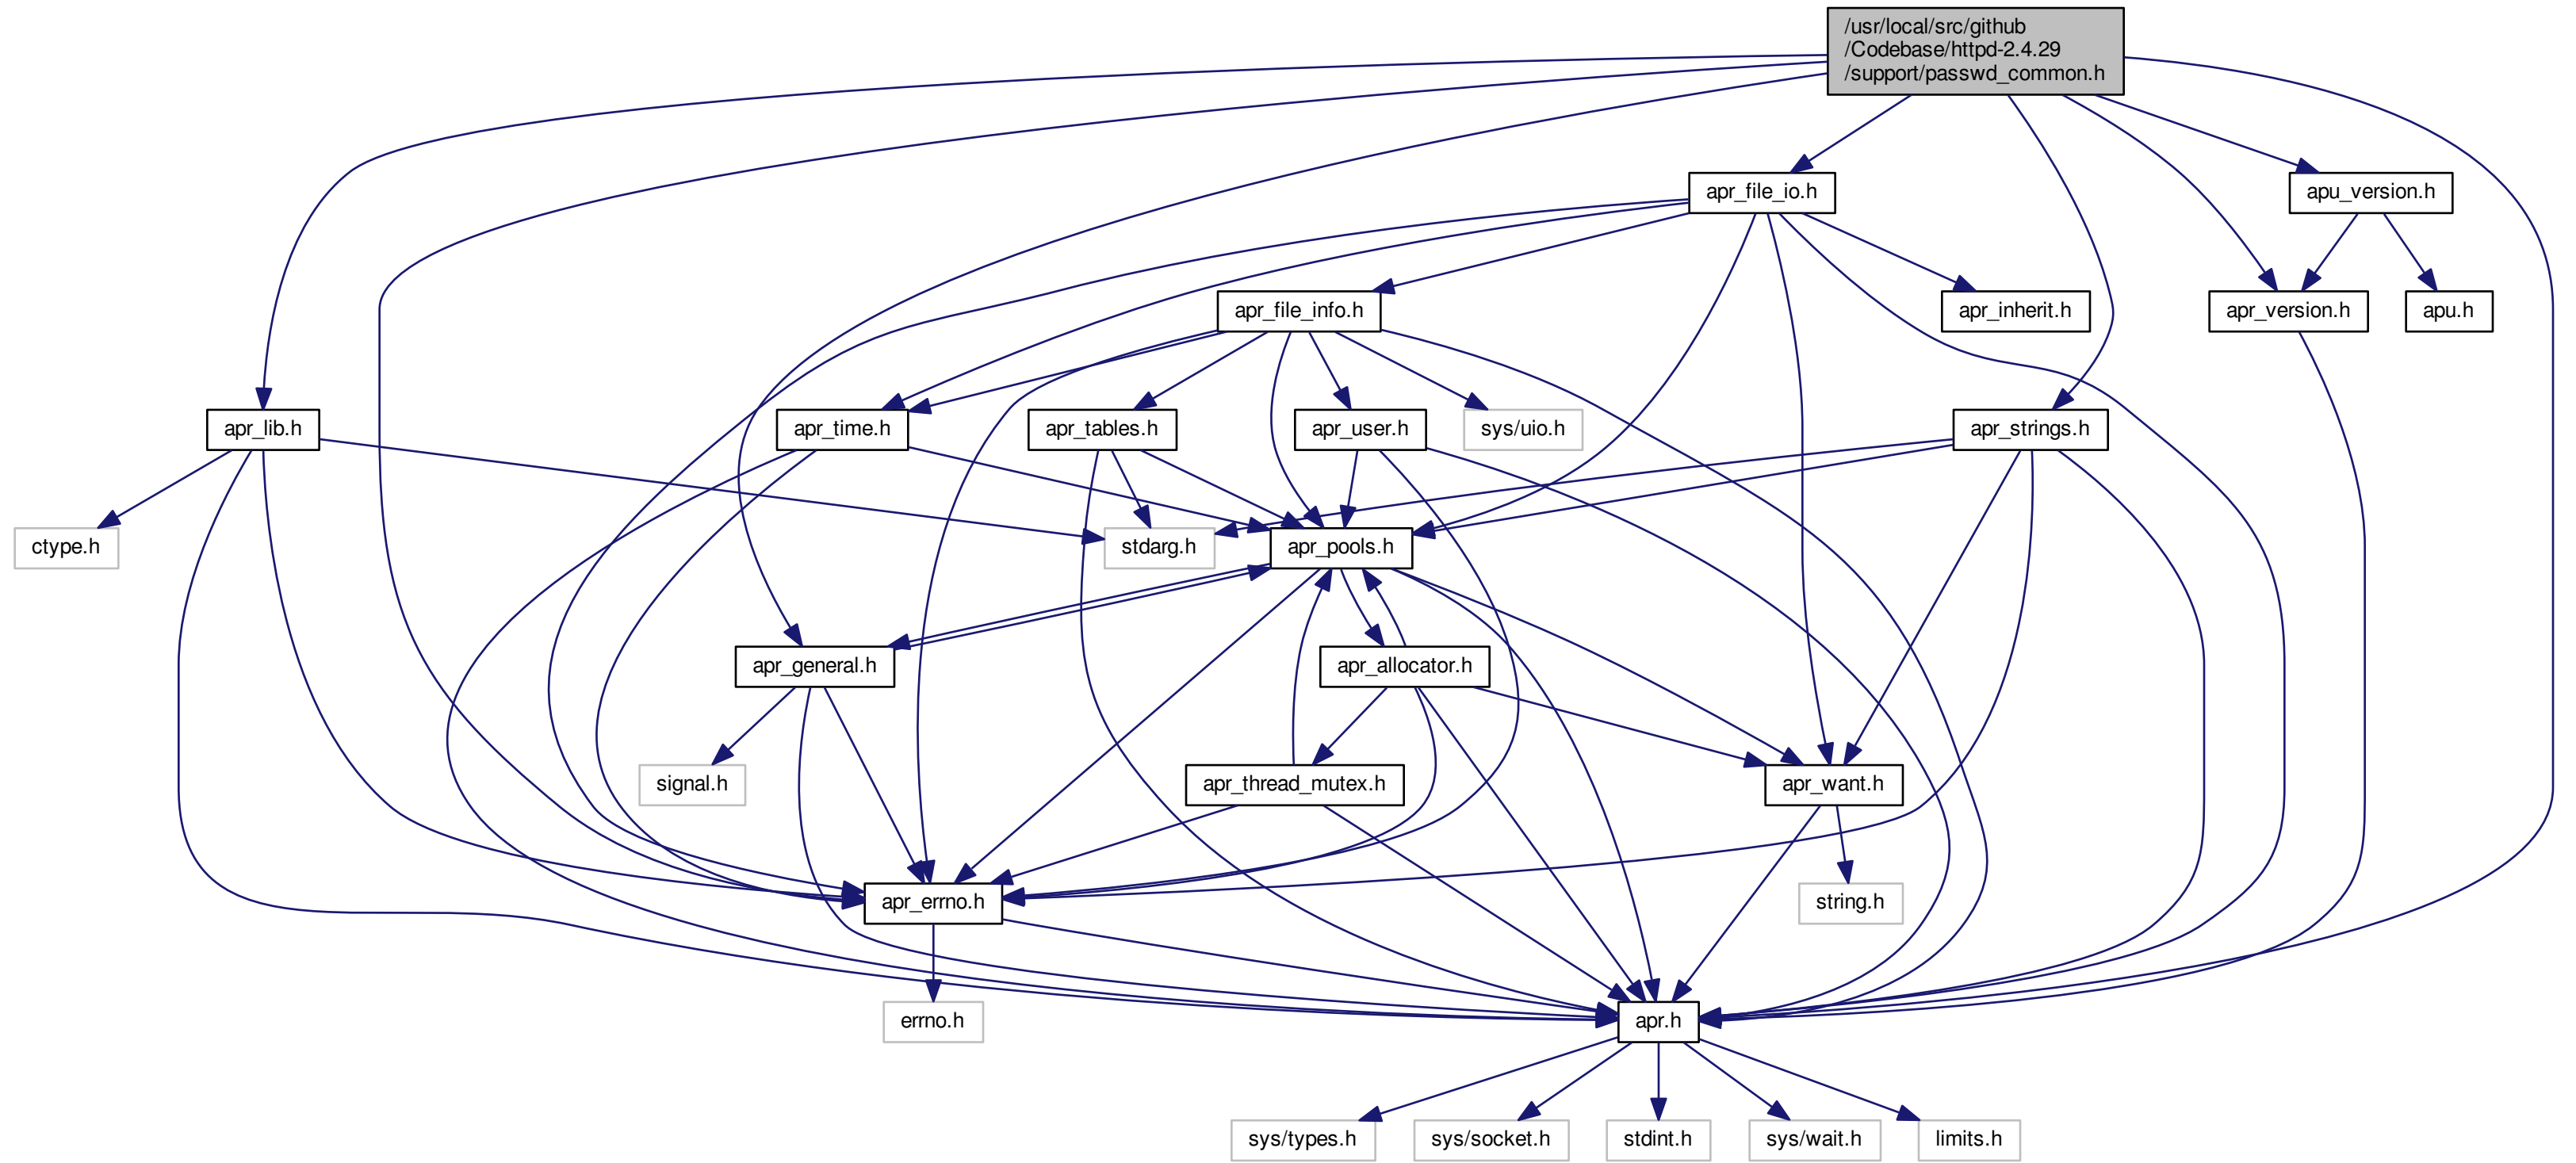 /usr/local/src/github
/Codebase/httpd-2.4.29
/support/passwd_common.h
apr_file_io.h
apu_version.h
apr_file_info.h
apr_inherit.h
apr_version.h
apu.h
apr_lib.h
apr_time.h
apr_tables.h
apr_user.h
sys/uio.h
apr_strings.h
ctype.h
stdarg.h
apr_pools.h
apr_general.h
apr_allocator.h
signal.h
apr_thread_mutex.h
apr_want.h
apr_errno.h
string.h
errno.h
apr.h
sys/types.h
sys/socket.h
stdint.h
sys/wait.h
limits.h